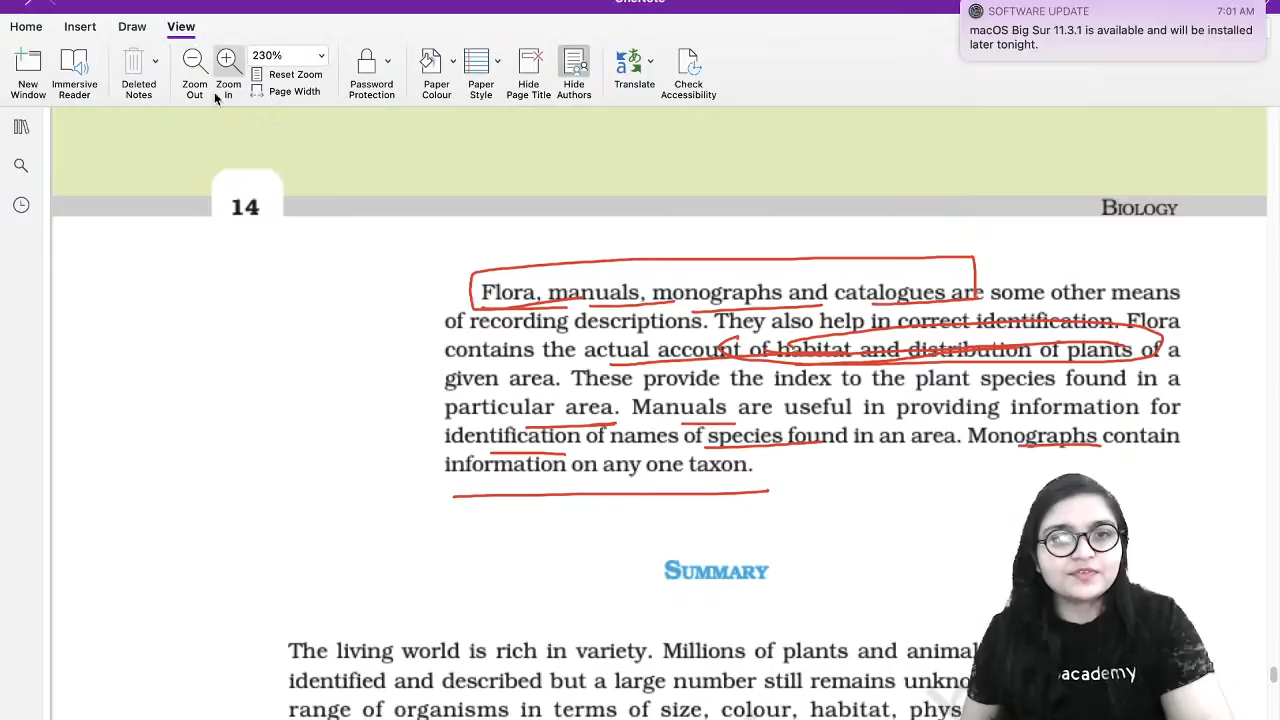 OneNote
SOFTWARE UPDATE 7:01 AM
macOS Big Sur 11.3.1 is available and will be installed
later tonight.
Home Insert Draw View
230%
Reset Zoom
Page Width
New Window
Immersive Reader
Deleted Notes
Zoom Out
Zoom In
Password Protection
Paper Colour
Paper Style
Hide Page Title
Hide Authors
Translate
Check Accessibility
14 BIOLOGY
Flora, manuals, monographs and catalogues are some other means
of recording descriptions. They also help in correct identification. Flora
contains the actual account of habitat and distribution of plants of a
given area. These provide the index to the plant species found in a
particular area. Manuals are useful in providing information for
identification of names of species found in an area. Monographs contain
information on any one taxon.
SUMMARY
The living world is rich in variety. Millions of plants and
identified and described but a large number still remains
range of organisms in terms of size, colour, habitat,
academy